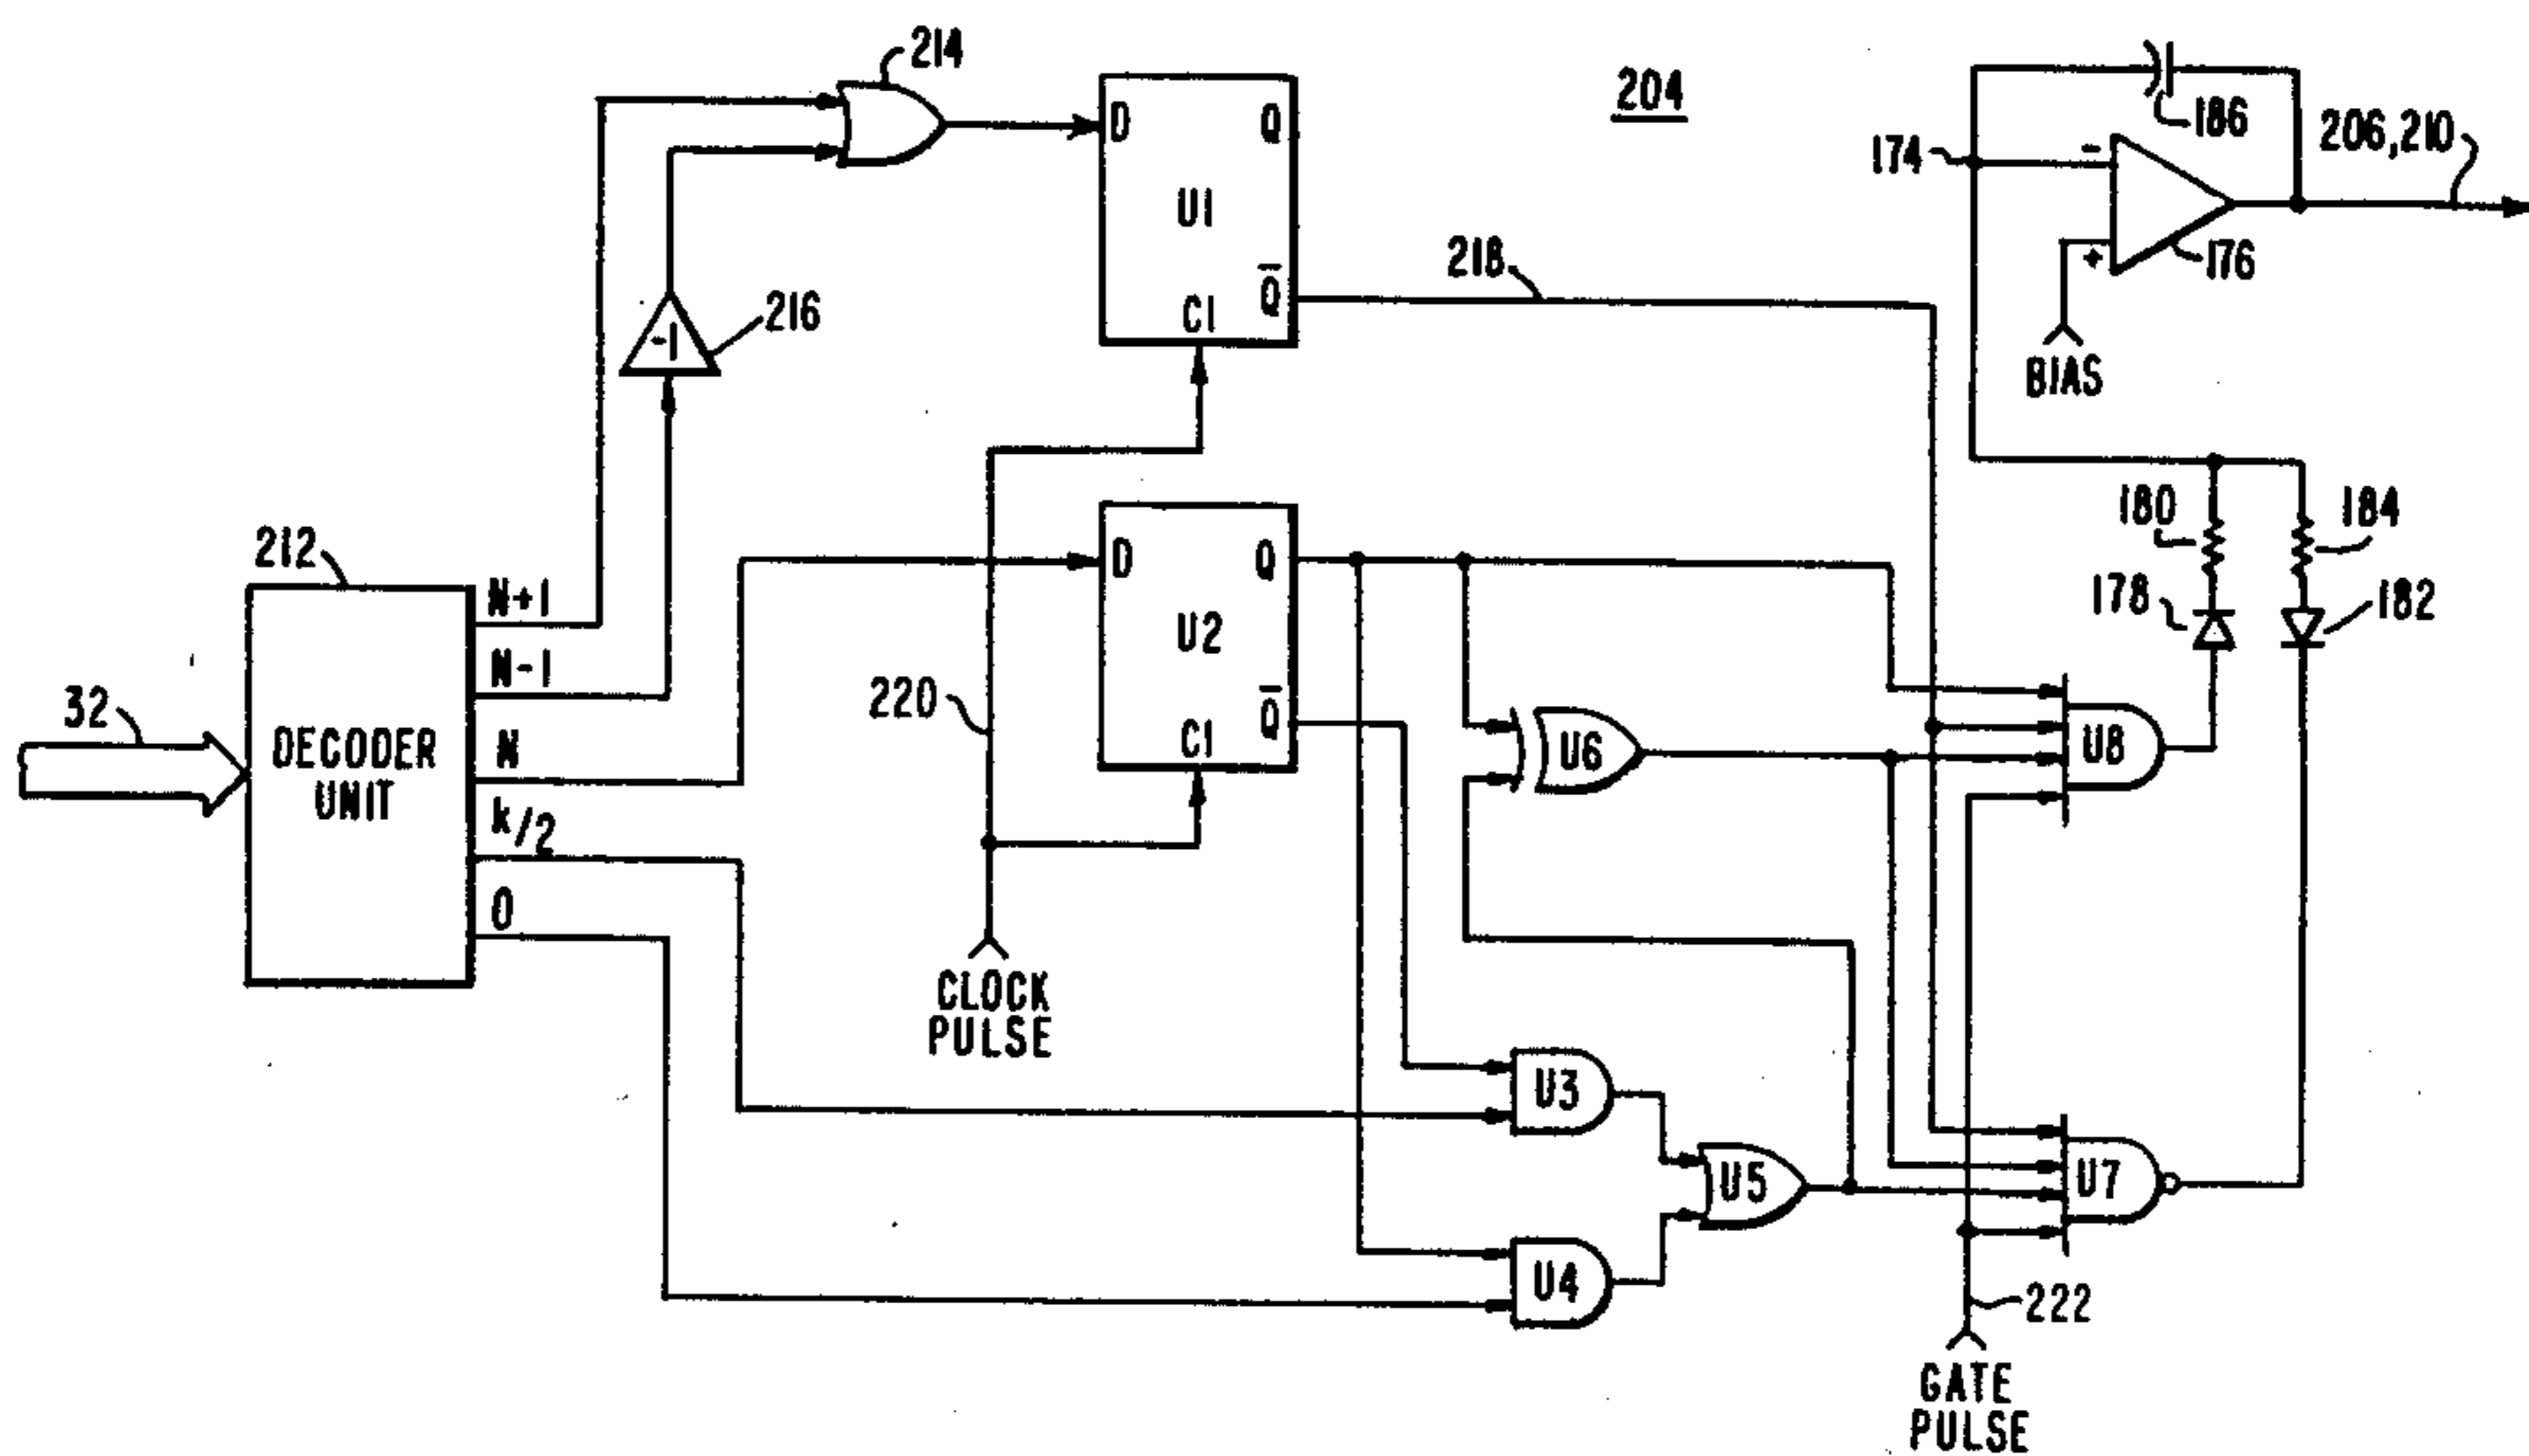 214
204
186
206,210
174
-
+
176
BIAS
D
Q
U1
Q̄
C1
218
216
-1
212
N+1
N-1
N
k/2
0
32
DECODER
UNIT
220
CLOCK
PULSE
D
Q
U2
Q̄
C1
180
184
178
182
U6
U8
U3
U4
U5
U7
222
GATE
PULSE